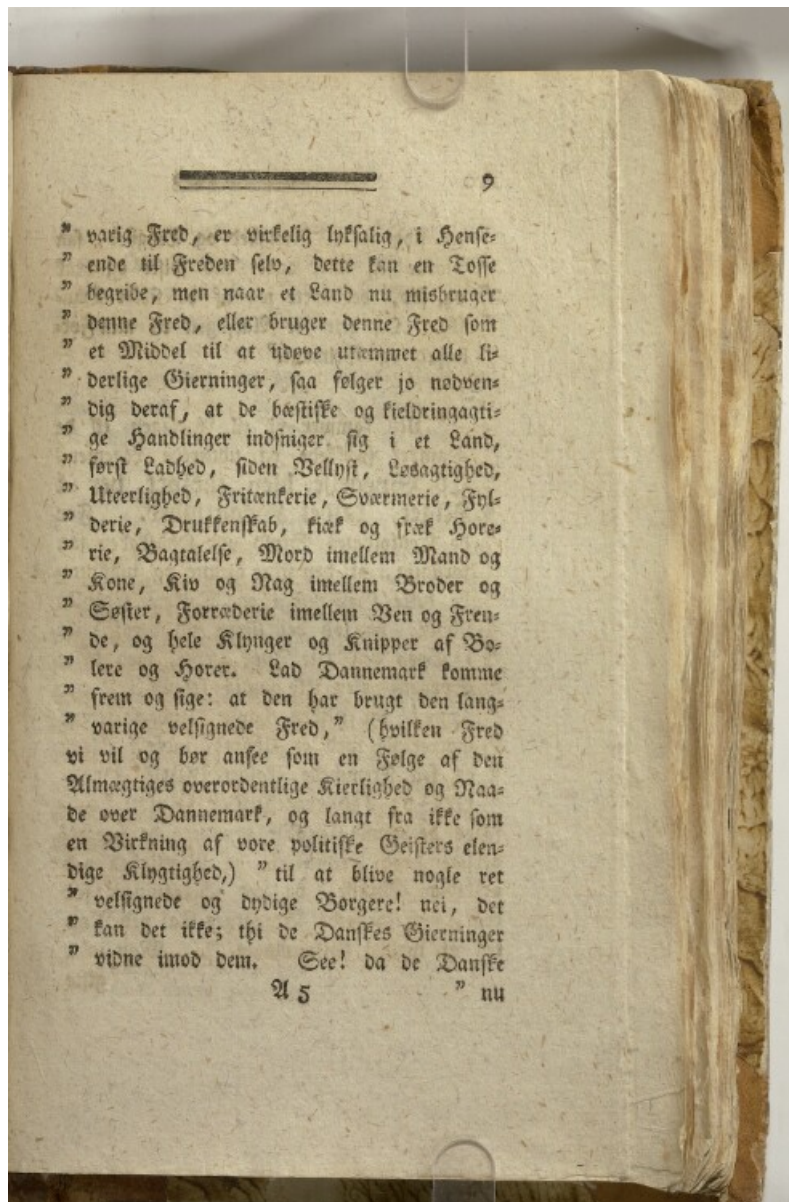 9
” varig Fred, er virkelig lyksalig, i Hense-
” ende til Freden selv, dette kan en Tosse
” begribe, men naar et Land nu misbruger
” denne Fred, eller bruger denne Fred som
” et Middel til at udøve utæmmet alle li-
” derlige Gierninger, saa følger jo nødven-
” dig deraf, at de bæstiske og kieldringagti-
” ge Handlinger indsniger sig i et Land,
” først Ladhed, siden Vellyst, Løsagtighed,
” Uteerlighed, Fritænkerie, Sværmerie, Fyl-
” derie, Drukkenskab, kiæk og fræk Hore-
” rie, Bagtalelse, Mord imellem Mand og
” Kone, Kiv og Nag imellem Broder og
” Søster, Forræderie imellem Ven og Fren-
” de, og hele Klynger og Knipper af Bo-
” lere og Horer. Lad Dannemark komme
” frem og sige: at den har brugt den lang-
” varige velsignede Fred,” (hvilken Fred
vi vil og bør ansee som en Følge af den
Almægtiges overordentlige Kierlighed og Naa-
de over Dannemark, og langt fra ikke som
en Virkning af vore politiske Geisters elen-
dige Klygtighed,) ” til at blive nogle ret
” velsignede og dydige Borgere! nei, det
” kan det ikke; thi de Danskes Gierninger
” vidne imod dem. See! da de Danske
A 5 ” nu